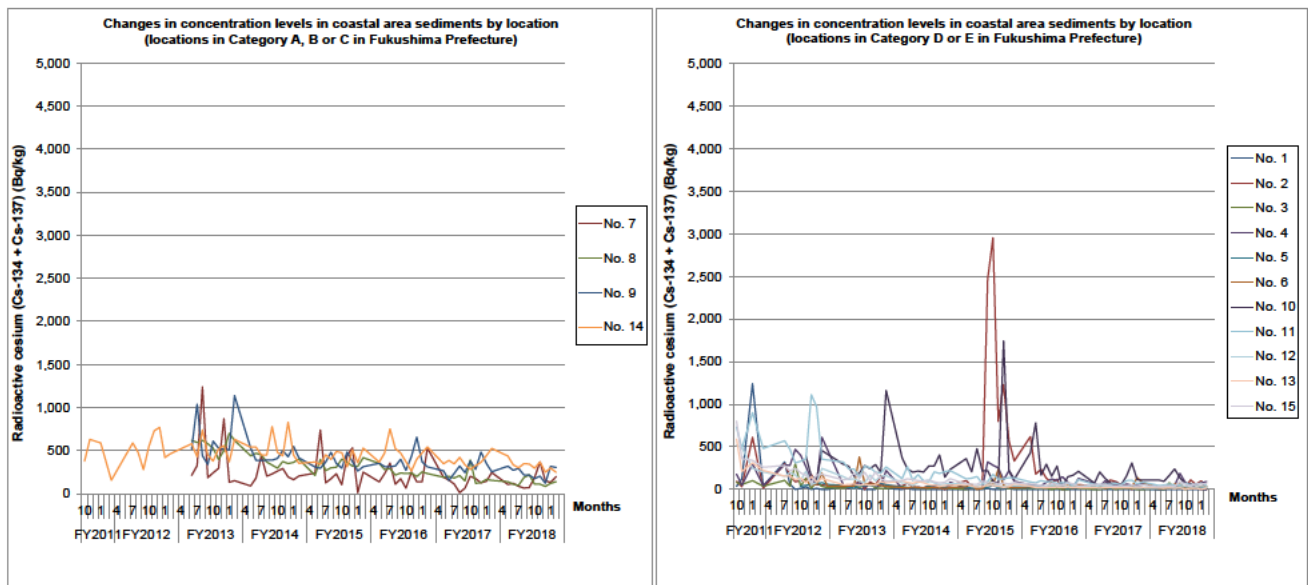 Changes in concentration levels in coastal area sediments by location
(locations in Category A, B or C in Fukushima Prefecture)
Radioactive cesium (Cs-134 + Cs-137) (Bq/kg)
5,000
4,500
4,000
3,500
3,000
2,500
2,000
1,500
1,000
500
0
10 1 4 7 10 1 4 7 10 1 4 7 10 1 4 7 10 1 4 7 10 1 4 7 10 1 4 7 10 1
Months
FY2011 FY2012 FY2013 FY2014 FY2015 FY2016 FY2017 FY2018
No. 7
No. 8
No. 9
No. 14
Changes in concentration levels in coastal area sediments by location
(locations in Category D or E in Fukushima Prefecture)
Radioactive cesium (Cs-134 + Cs-137) (Bq/kg)
5,000
4,500
4,000
3,500
3,000
2,500
2,000
1,500
1,000
500
0
10 1 4 7 10 1 4 7 10 1 4 7 10 1 4 7 10 1 4 7 10 1 4 7 10 1 4 7 10 1
Months
FY2011 FY2012 FY2013 FY2014 FY2015 FY2016 FY2017 FY2018
No. 1
No. 2
No. 3
No. 4
No. 5
No. 6
No. 10
No. 11
No. 12
No. 13
No. 15